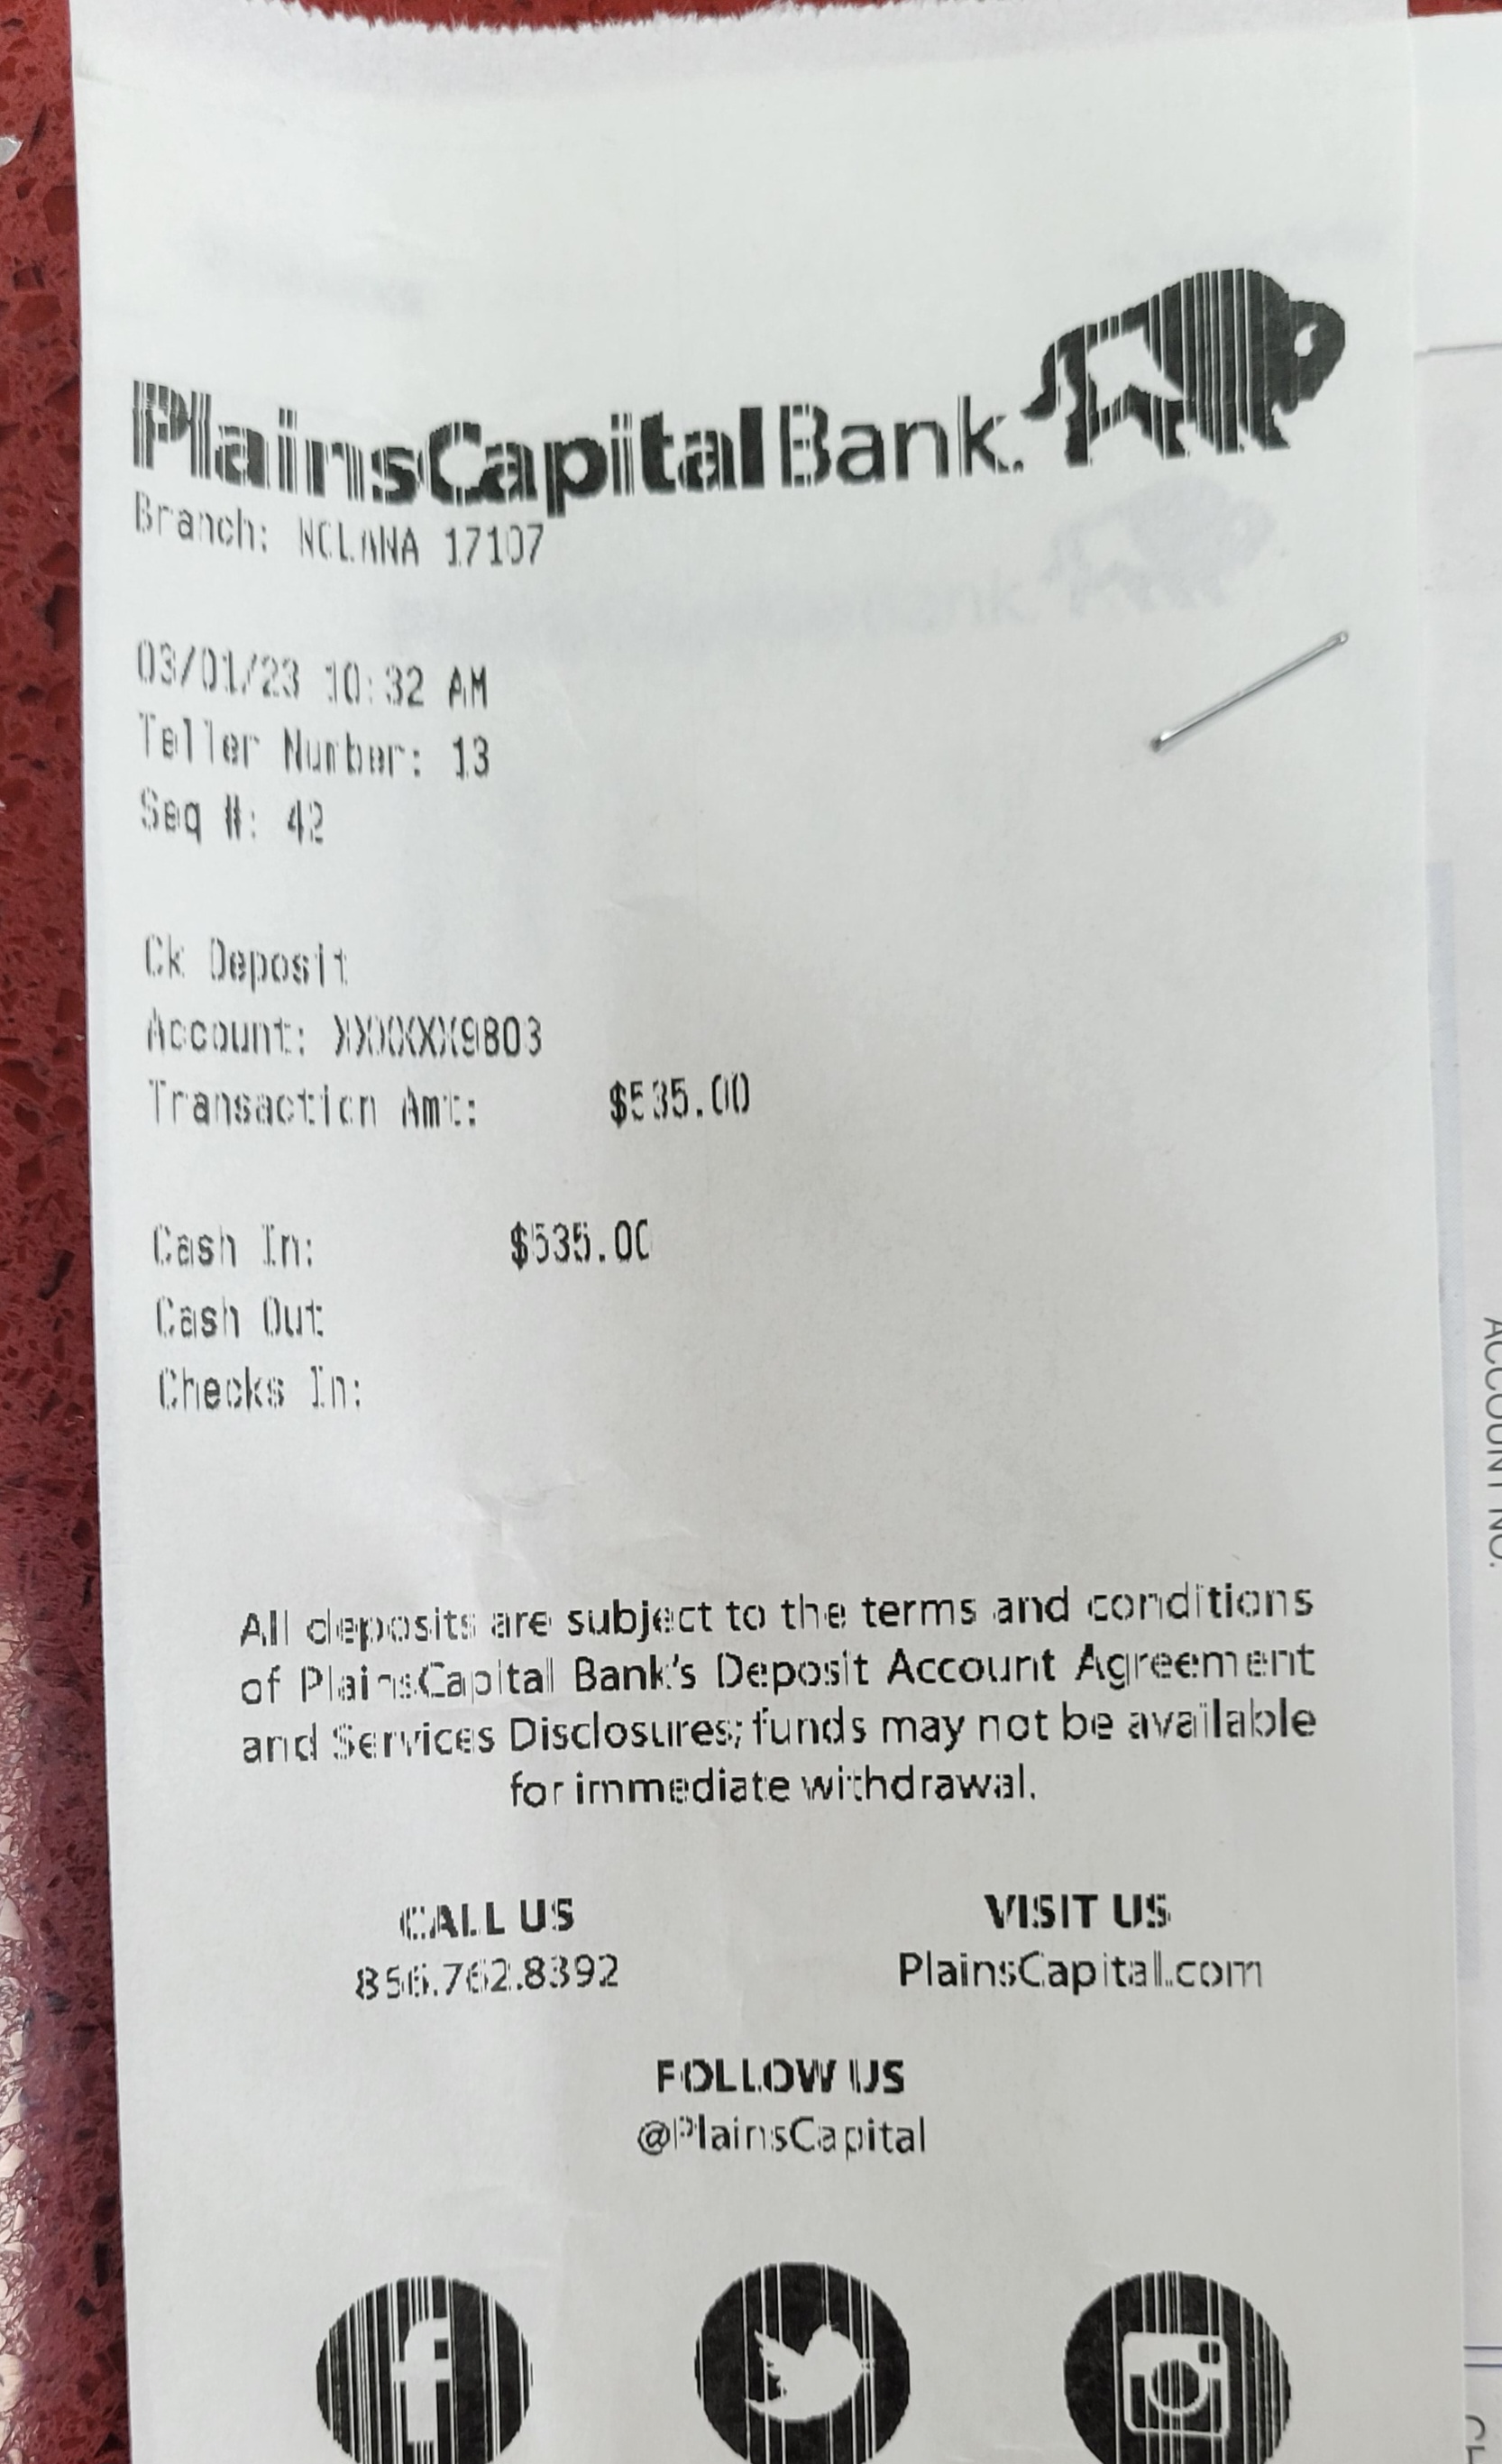 PlainsCapital Bank.
Branch: NCLANA 17107
03/01/23 10:32 AM
Teller Number: 13
Seq #: 42
Ck Deposit
Account: XXXXXX9803
Transaction Amt: $535.00
Cash In: $535.00
Cash Out
Checks In:
All deposits are subject to the terms and conditions
of PlainsCapital Bank's Deposit Account Agreement
and Services Disclosures; funds may not be available
for immediate withdrawal.
CALL US VISIT US
866.762.8392 PlainsCapital.com
FOLLOW US
@PlainsCapital
ACCOUNT NO.